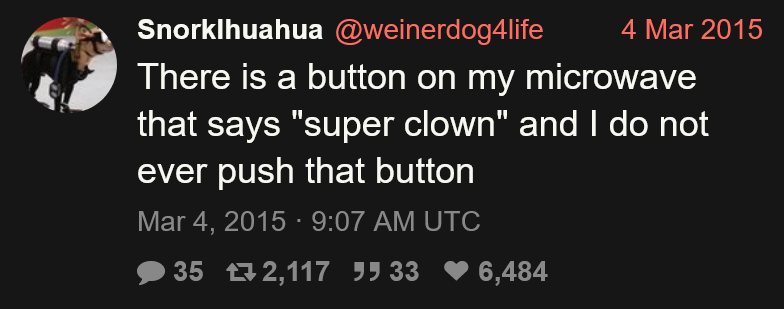 Snorklhuahua @weinerdog4life 4 Mar 2015
There is a button on my microwave
that says "super clown" and I do not
ever push that button
Mar 4, 2015 · 9:07 AM UTC
35 2,117 33 6,484